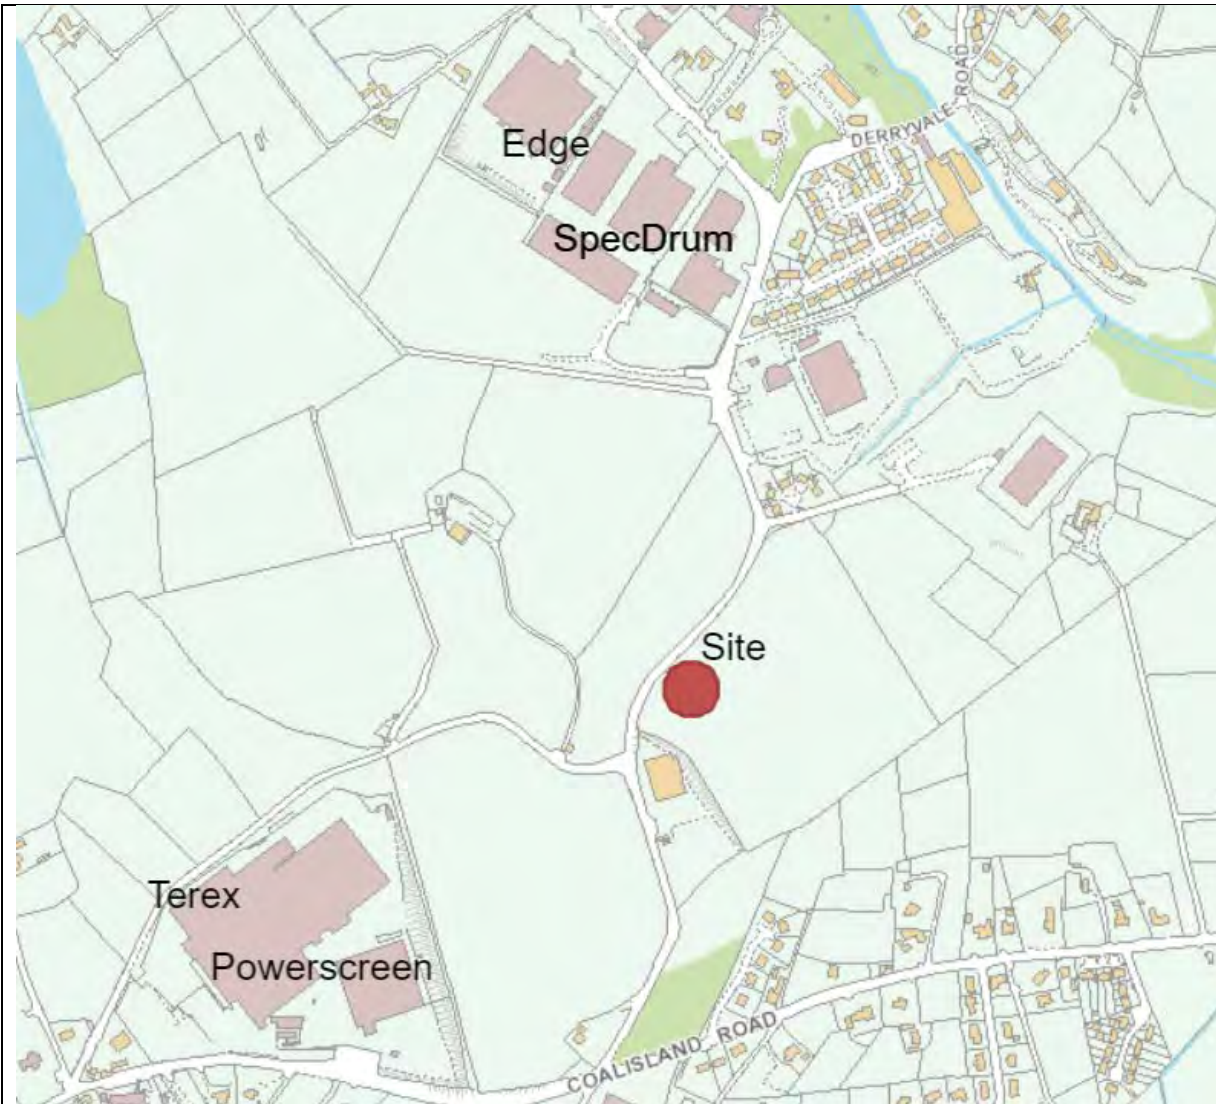 Edge
DERRYVALE ROAD
SpecDrum
Site
Terex
Powerscreen
COALISLAND ROAD